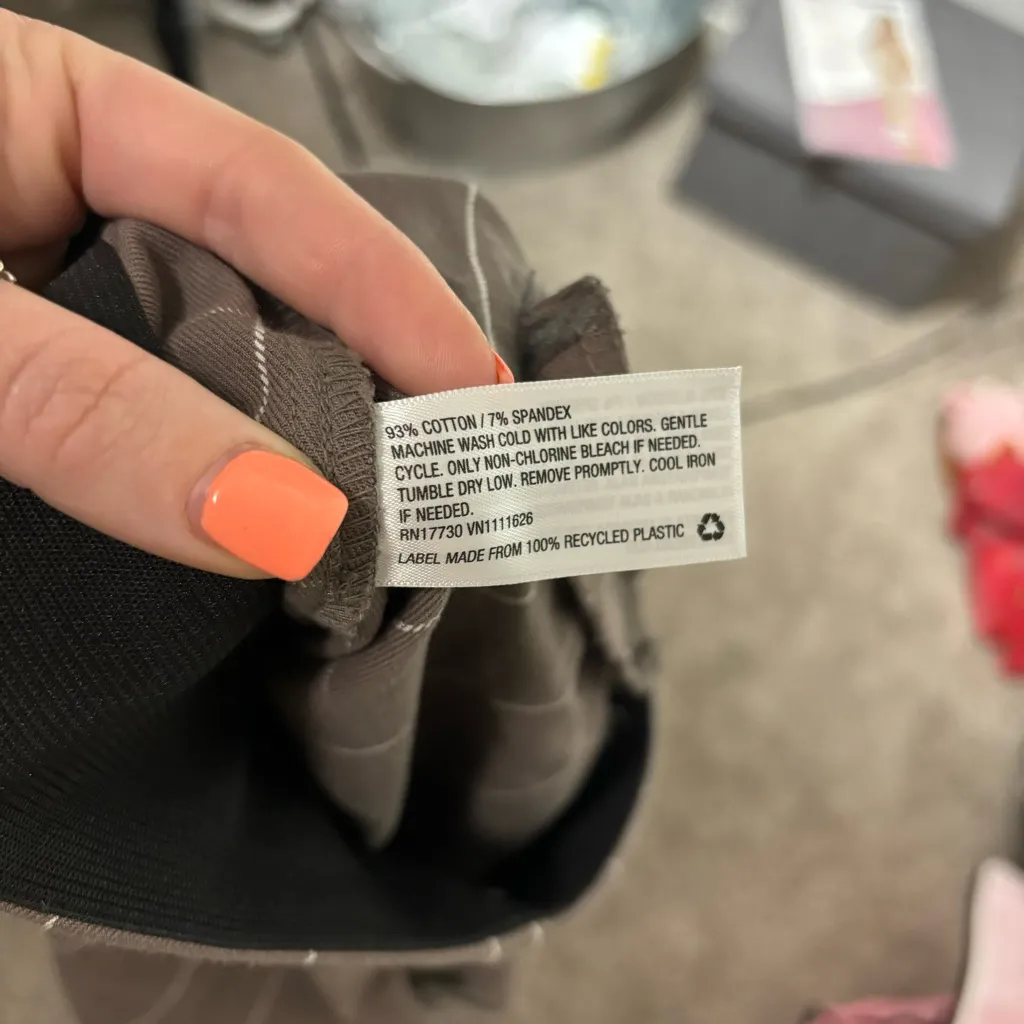 93% COTTON / 7% SPANDEX
MACHINE WASH COLD WITH LIKE COLORS. GENTLE
CYCLE. ONLY NON-CHLORINE BLEACH IF NEEDED.
TUMBLE DRY LOW. REMOVE PROMPTLY. COOL IRON
IF NEEDED.
RN17730 VN1111626
LABEL MADE FROM 100% RECYCLED PLASTIC